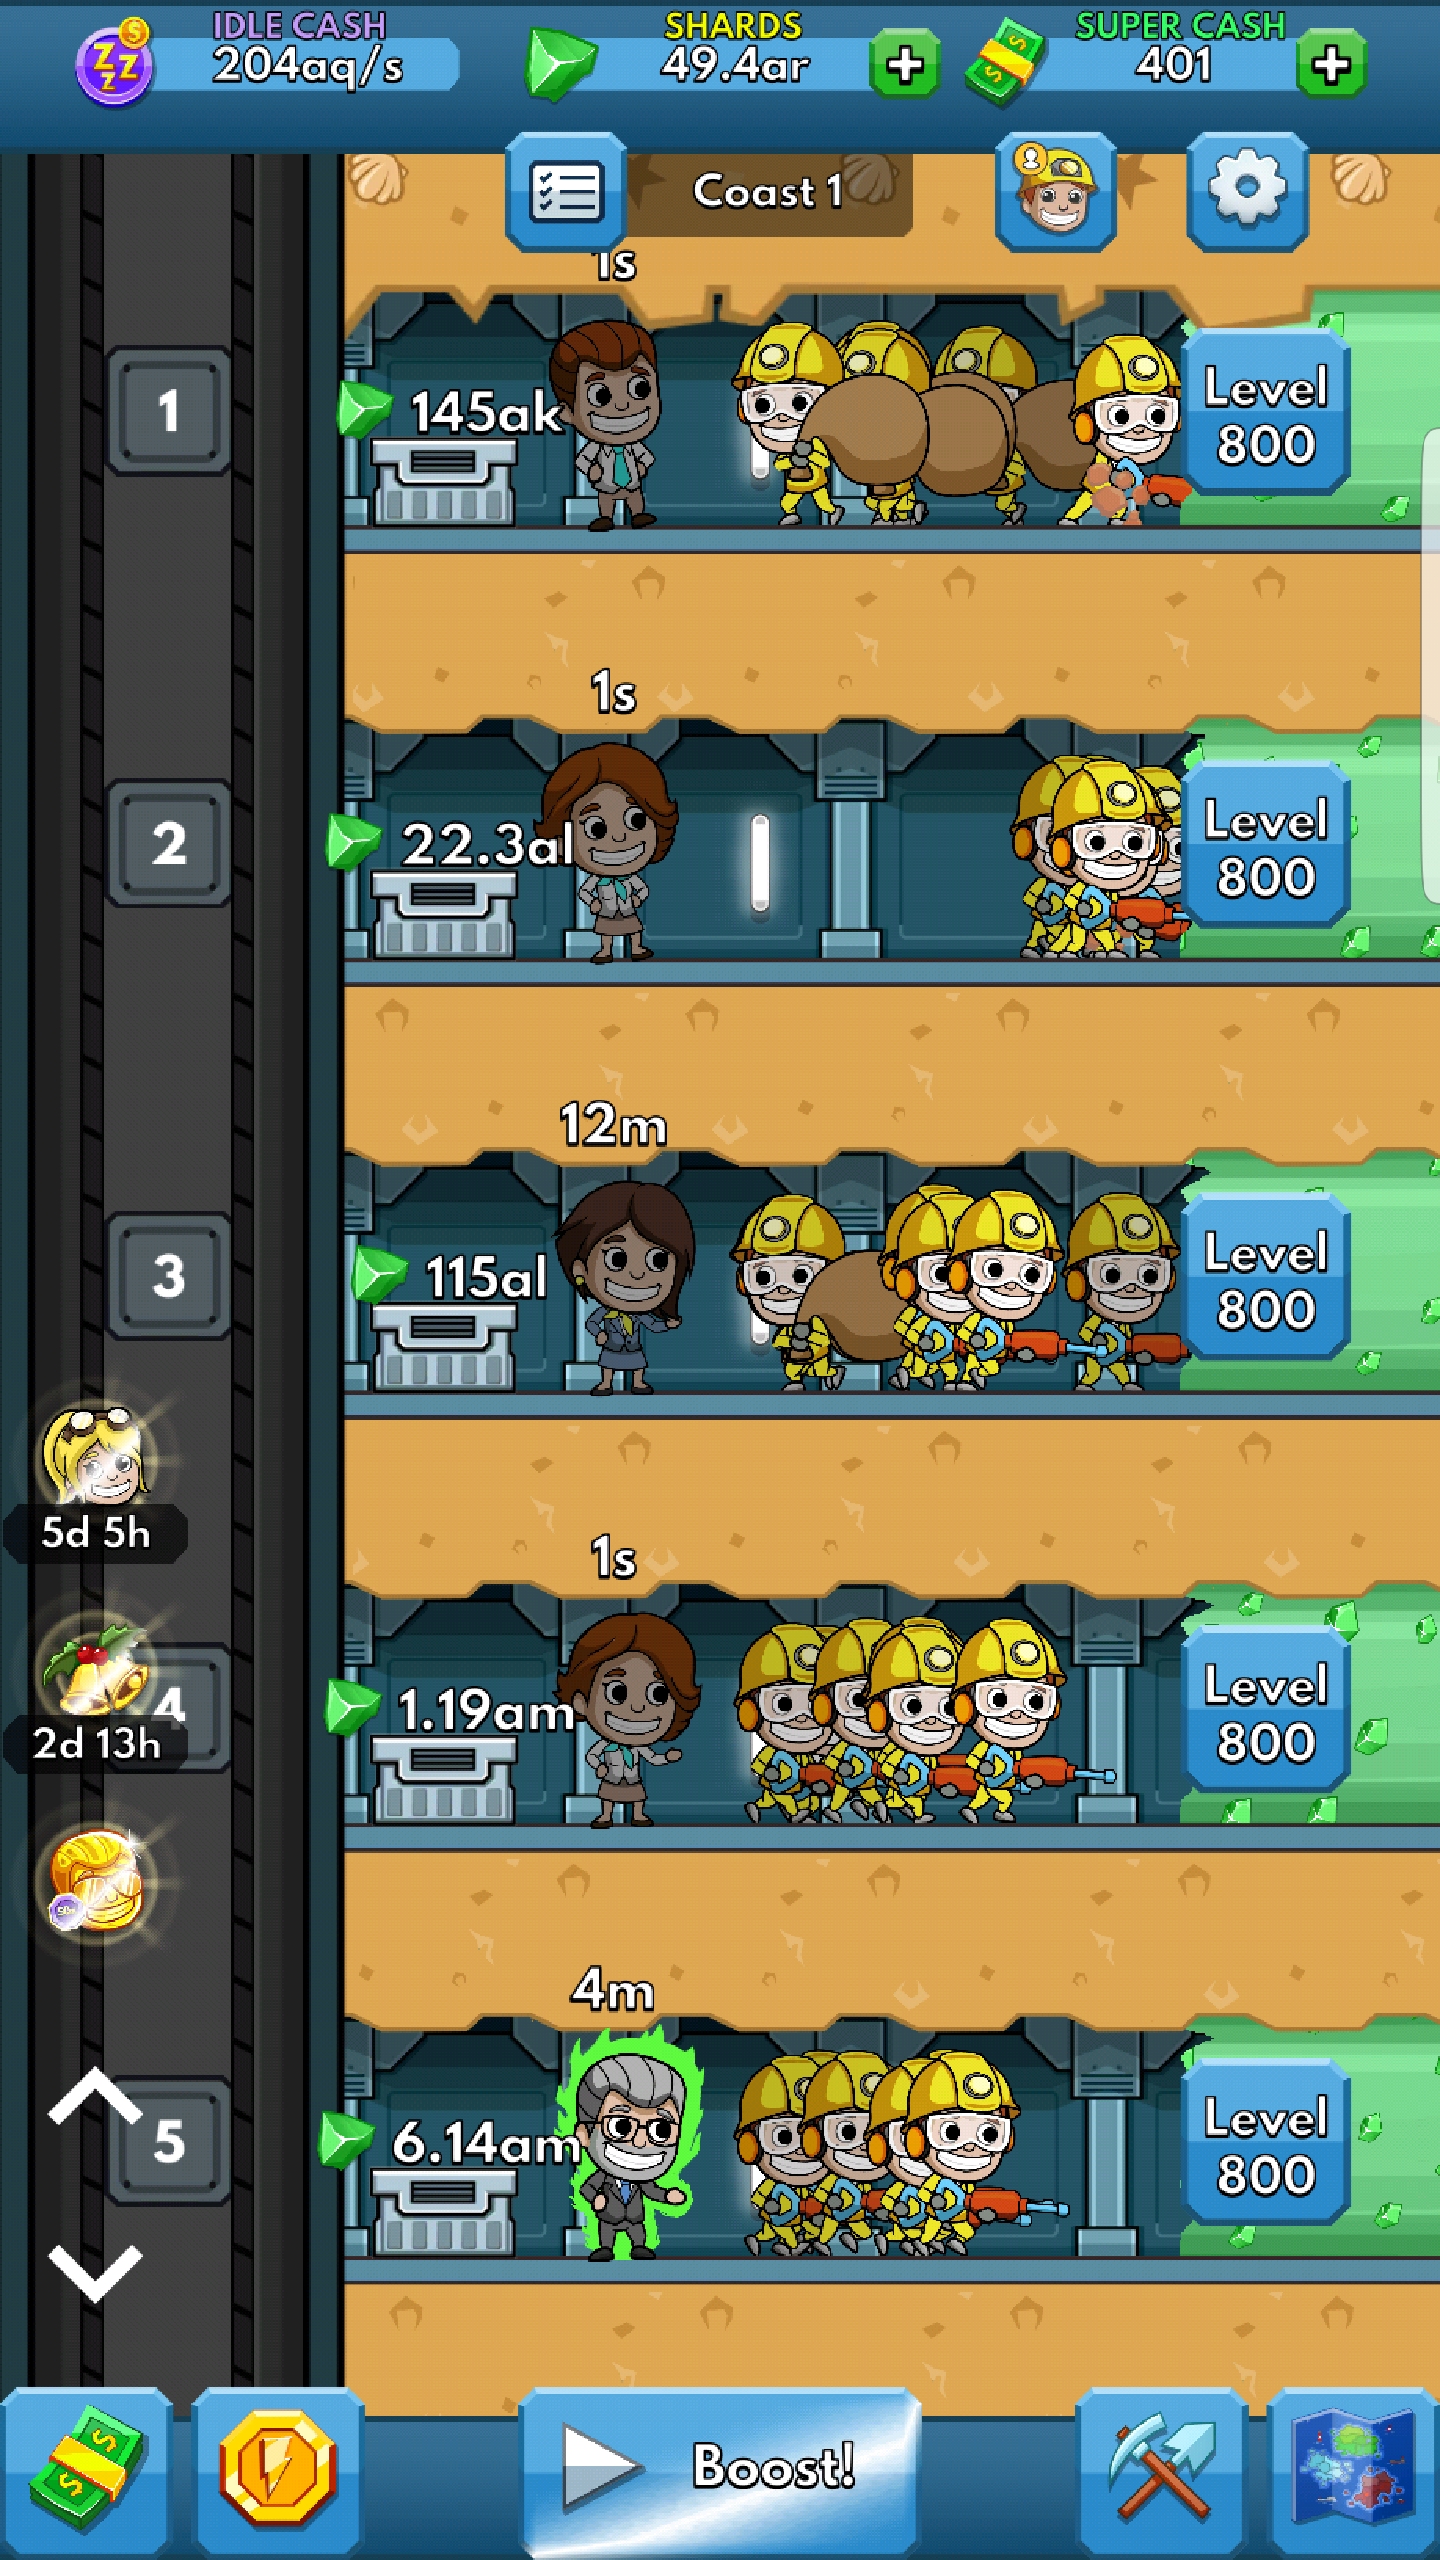 IDLE CASH
204aq/s
SHARDS
49.4ar
SUPER CASH
401
Coast 1
1s
1
145ak
Level
800
1s
2
22.3al
Level
800
12m
3
115al
Level
800
5d 5h
1s
4
1.19am
Level
800
2d 13h
4m
5
6.14am
Level
800
Boost!